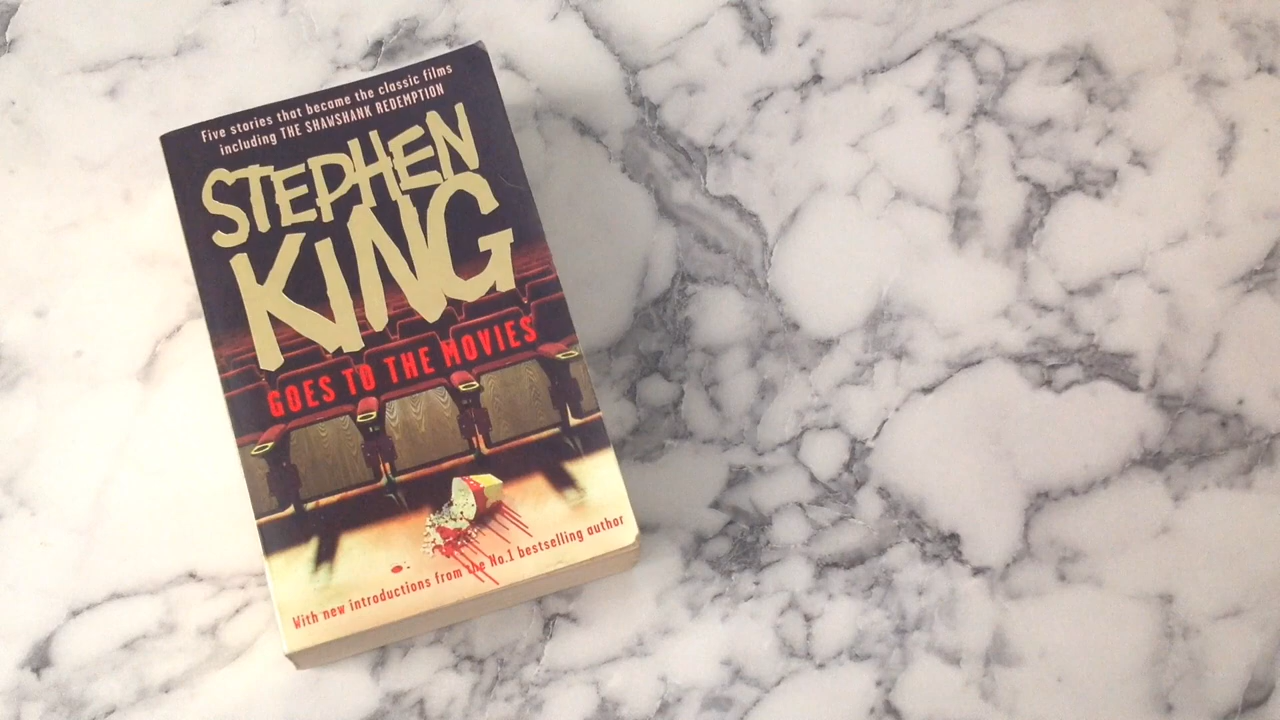 Five stories that became the classic films
including THE SHAWSHANK REDEMPTION
STEPHEN
KING
GOES TO THE MOVIES
With new introductions from the No.1 bestselling author